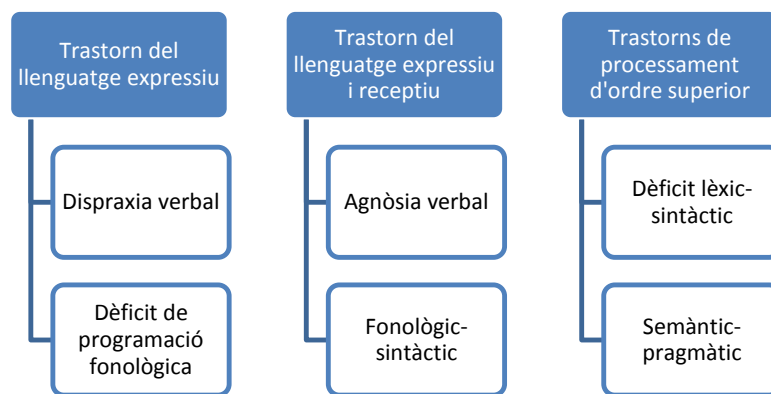 Trastorn del
llenguatge expressiu
Dispraxia verbal
Dèficit de
programació
fonològica
Trastorn del
llenguatge expressiu
i receptiu
Agnòsia verbal
Fonològic-
sintàctic
Trastorns de
processament
d'ordre superior
Dèficit lèxic-
sintàctic
Semàntic-
pragmàtic